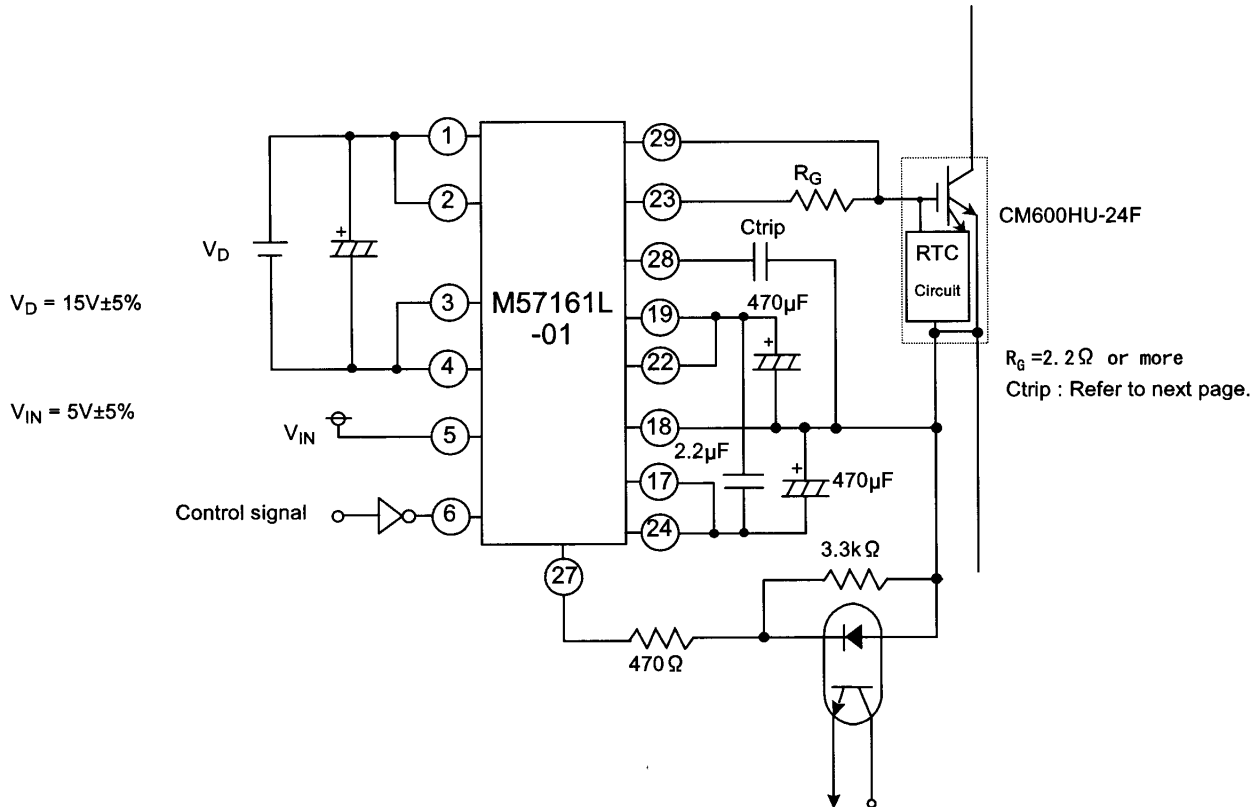 1
29
R_G
23
2
CM600HU-24F
Ctrip
V_D
28
RTC
Circuit
470μF
V_D = 15V±5%
3
M57161L
-01
19
4
22
R_G =2.2Ω or more
Ctrip : Refer to next page.
V_IN = 5V±5%
V_IN
5
18
2.2μF
17
470μF
Control signal
6
24
3.3kΩ
27
470Ω
+
+
+